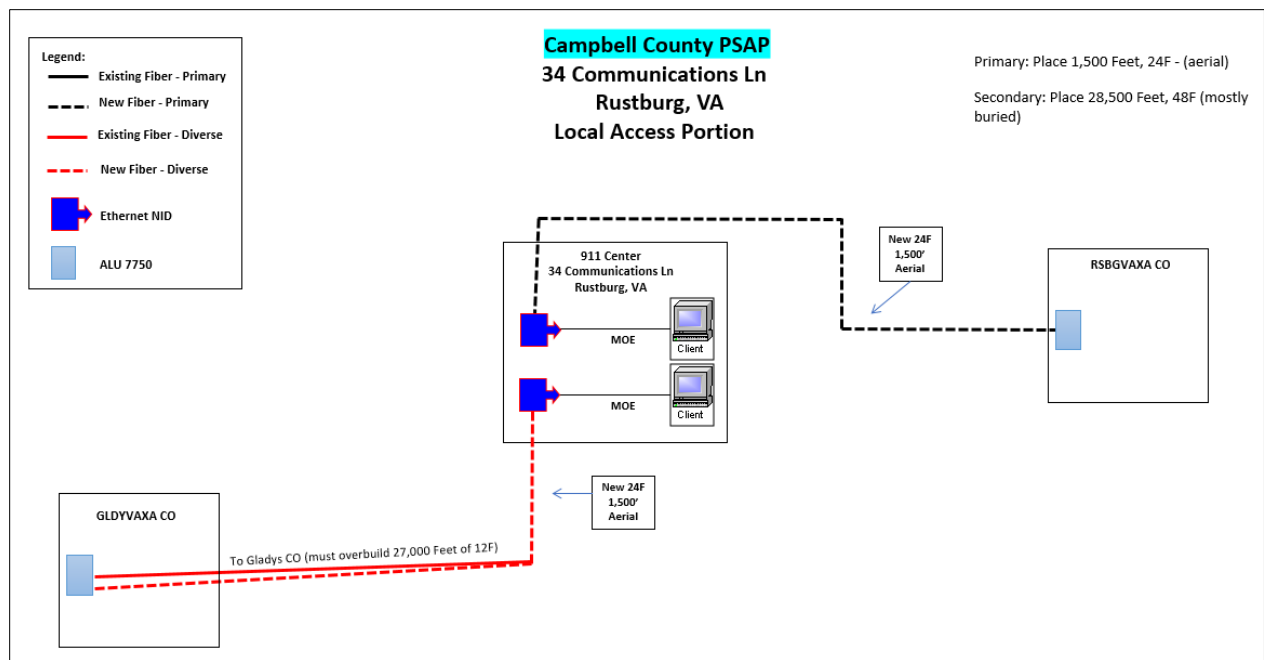 Campbell County PSAP
34 Communications Ln
Rustburg, VA
Local Access Portion
Primary: Place 1,500 Feet, 24F - (aerial)
Secondary: Place 28,500 Feet, 48F (mostly
buried)
Legend:
Existing Fiber - Primary
New Fiber - Primary
Existing Fiber - Diverse
New Fiber - Diverse
Ethernet NID
ALU 7750
911 Center
34 Communications Ln
Rustburg, VA
MOE
Client
MOE
Client
New 24F
1,500'
Aerial
RSBGVAXA CO
New 24F
1,500'
Aerial
GLDYVAXA CO
To Gladys CO (must overbuild 27,000 Feet of 12F)